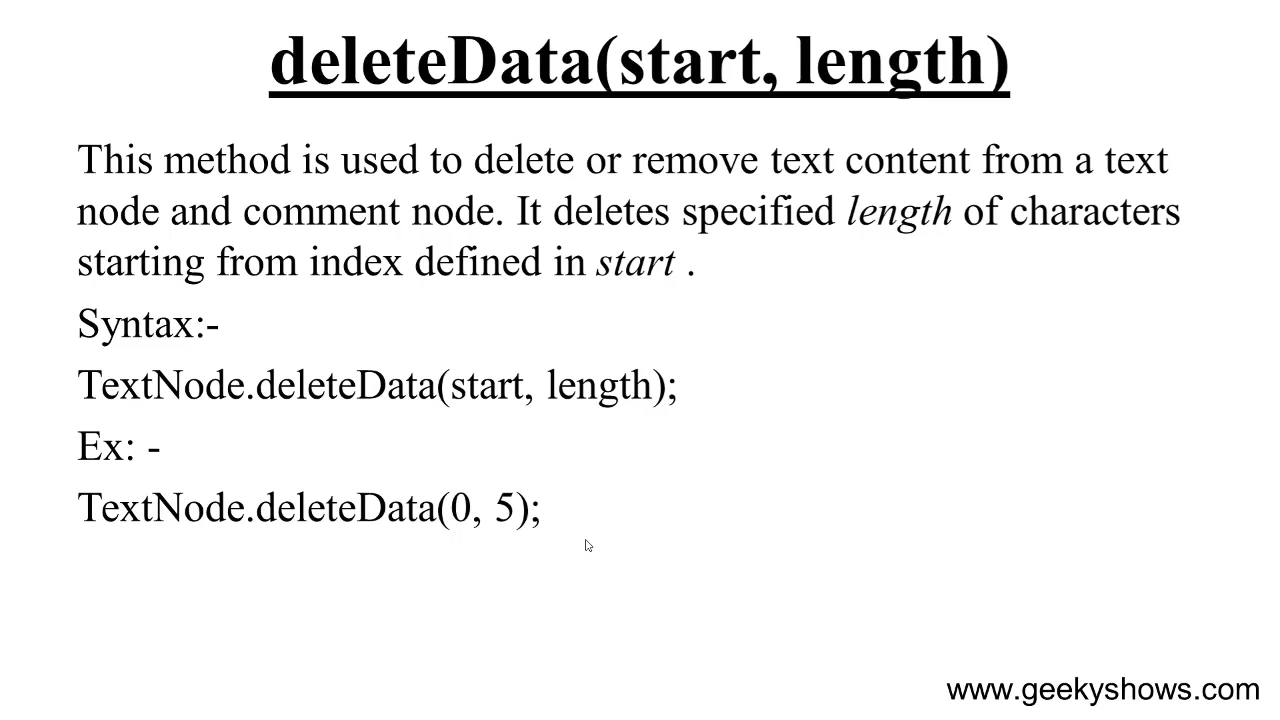 deleteData(start, length)
This method is used to delete or remove text content from a text
node and comment node. It deletes specified length of characters
starting from index defined in start .
Syntax:-
TextNode.deleteData(start, length);
Ex: -
TextNode.deleteData(0, 5);
www.geekyshows.com